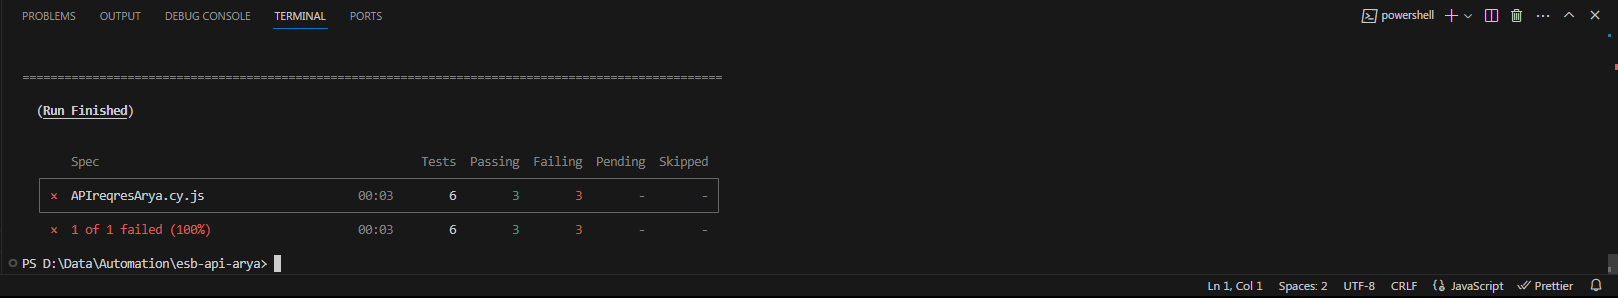 PROBLEMS OUTPUT DEBUG CONSOLE TERMINAL PORTS powershell
====================================================================================================
(Run Finished)
Spec Tests Passing Failing Pending Skipped
× APIreqresArya.cy.js 00:03 6 3 3 - -
× 1 of 1 failed (100%) 00:03 6 3 3 - -
PS D:\Data\Automation\esb-api-arya>
Ln 1, Col 1 Spaces: 2 UTF-8 CRLF {} JavaScript Prettier